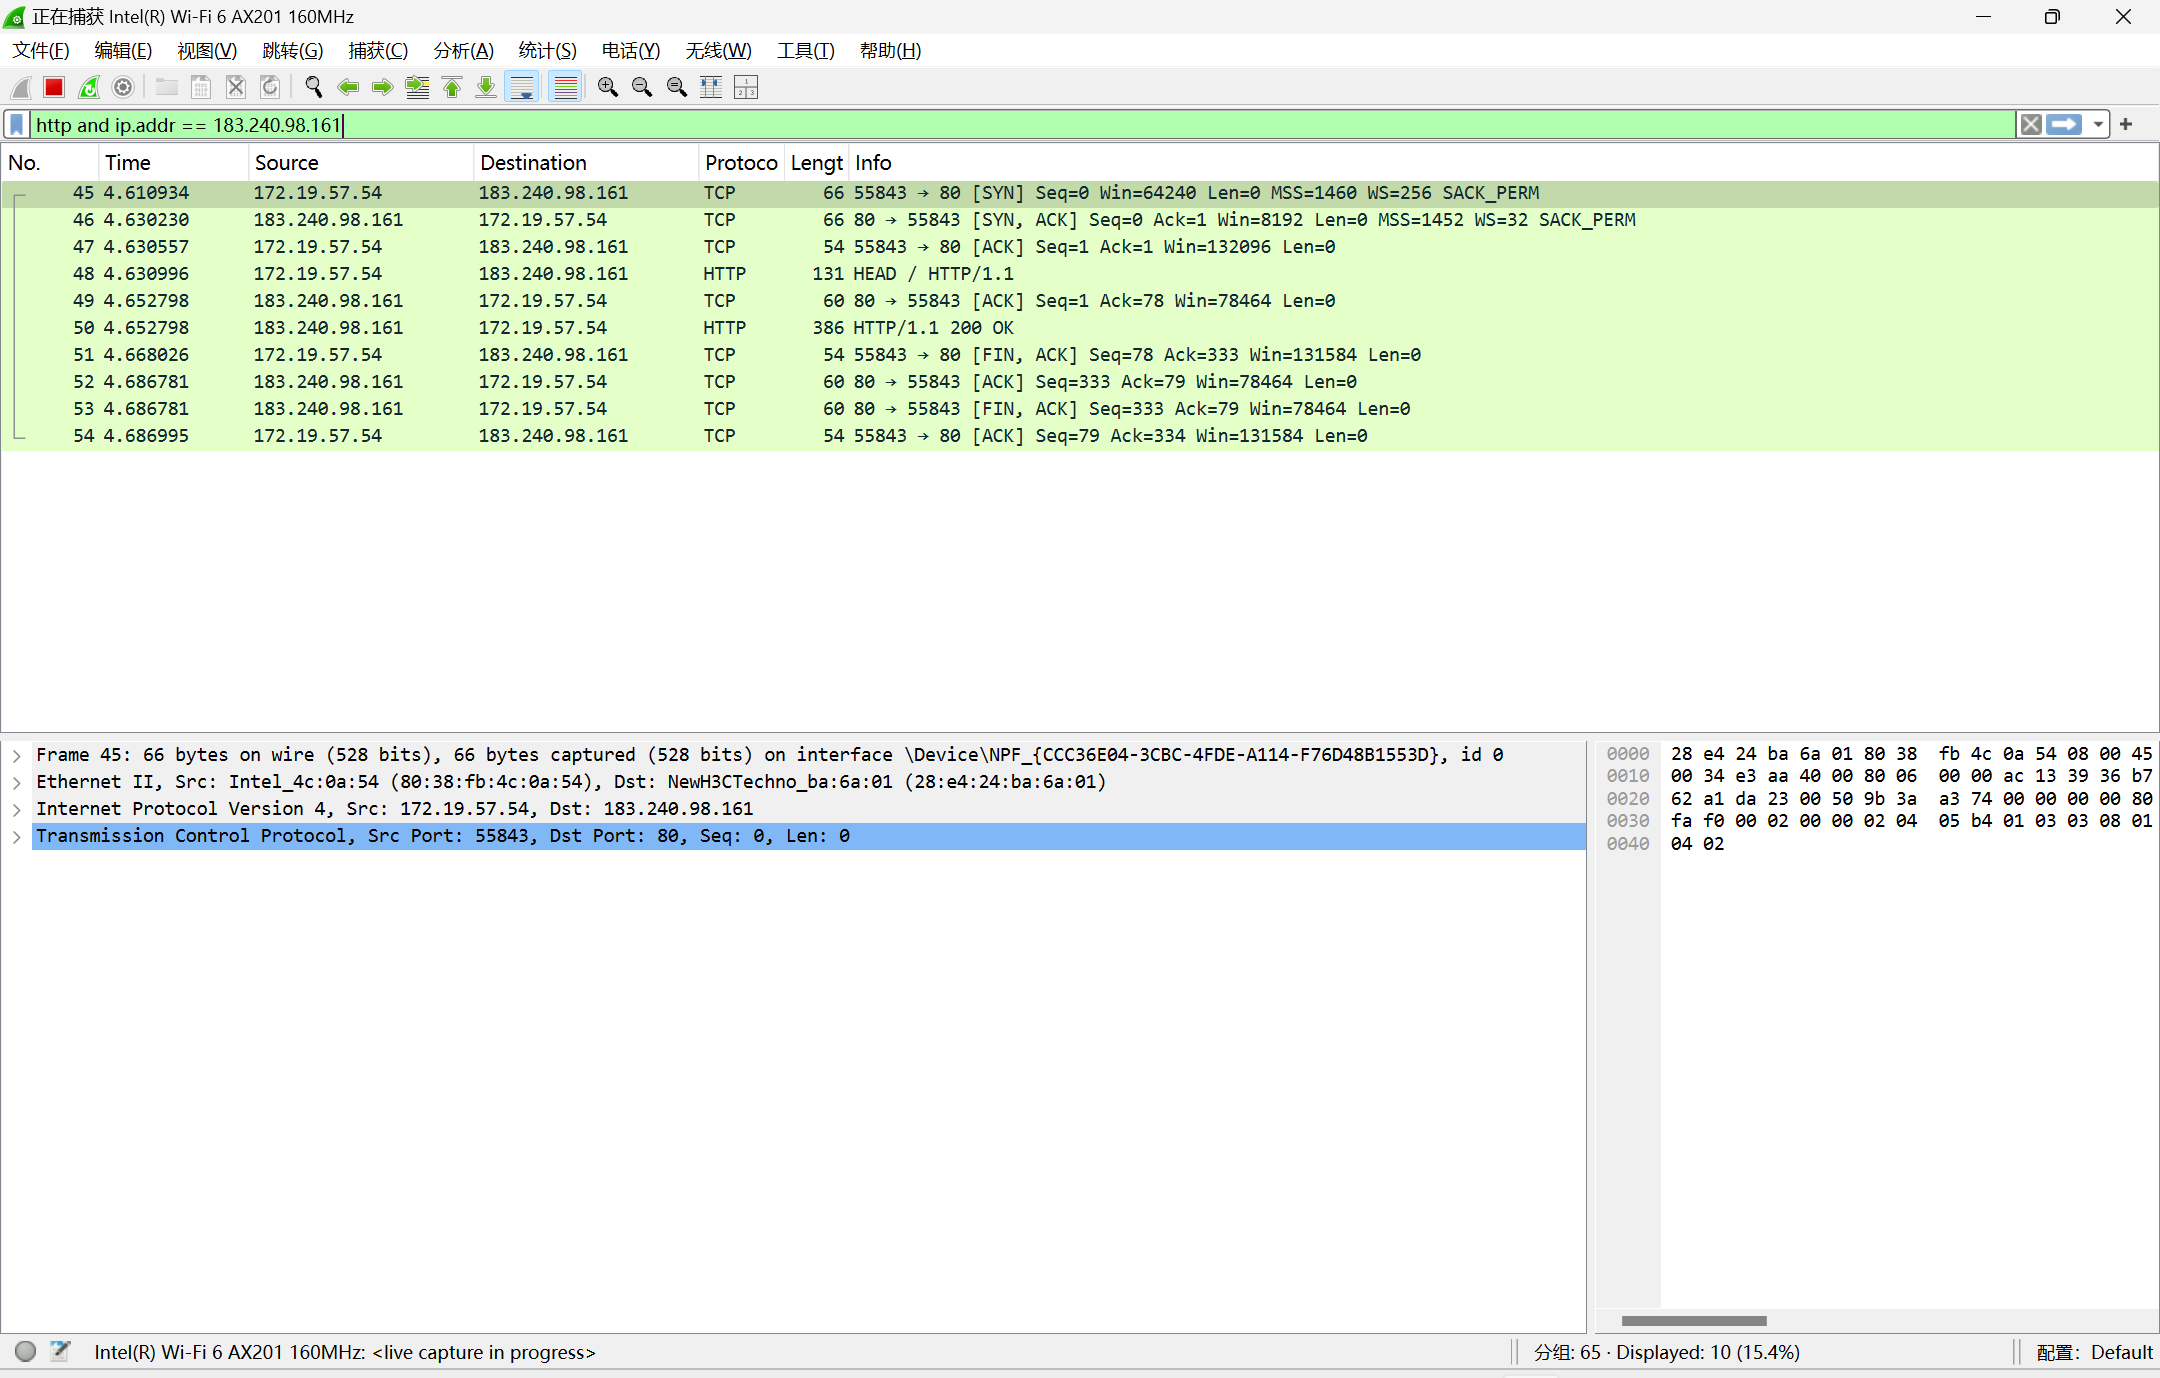 正在捕获 Intel(R) Wi-Fi 6 AX201 160MHz
文件(F) 编辑(E) 视图(V) 跳转(G) 捕获(C) 分析(A) 统计(S) 电话(Y) 无线(W) 工具(T) 帮助(H)
http and ip.addr == 183.240.98.161
No. Time Source Destination Protoco Lengt Info
45 4.610934 172.19.57.54 183.240.98.161 TCP 66 55843 → 80 [SYN] Seq=0 Win=64240 Len=0 MSS=1460 WS=256 SACK_PERM
46 4.630230 183.240.98.161 172.19.57.54 TCP 66 80 → 55843 [SYN, ACK] Seq=0 Ack=1 Win=8192 Len=0 MSS=1452 WS=32 SACK_PERM
47 4.630557 172.19.57.54 183.240.98.161 TCP 54 55843 → 80 [ACK] Seq=1 Ack=1 Win=132096 Len=0
48 4.630996 172.19.57.54 183.240.98.161 HTTP 131 HEAD / HTTP/1.1
49 4.652798 183.240.98.161 172.19.57.54 TCP 60 80 → 55843 [ACK] Seq=1 Ack=78 Win=78464 Len=0
50 4.652798 183.240.98.161 172.19.57.54 HTTP 386 HTTP/1.1 200 OK
51 4.668026 172.19.57.54 183.240.98.161 TCP 54 55843 → 80 [FIN, ACK] Seq=78 Ack=333 Win=131584 Len=0
52 4.686781 183.240.98.161 172.19.57.54 TCP 60 80 → 55843 [ACK] Seq=333 Ack=79 Win=78464 Len=0
53 4.686781 183.240.98.161 172.19.57.54 TCP 60 80 → 55843 [FIN, ACK] Seq=333 Ack=79 Win=78464 Len=0
54 4.686995 172.19.57.54 183.240.98.161 TCP 54 55843 → 80 [ACK] Seq=79 Ack=334 Win=131584 Len=0
Frame 45: 66 bytes on wire (528 bits), 66 bytes captured (528 bits) on interface \Device\NPF_{CCC36E04-3CBC-4FDE-A114-F76D48B1553D}, id 0
Ethernet II, Src: Intel_4c:0a:54 (80:38:fb:4c:0a:54), Dst: NewH3CTechno_ba:6a:01 (28:e4:24:ba:6a:01)
Internet Protocol Version 4, Src: 172.19.57.54, Dst: 183.240.98.161
Transmission Control Protocol, Src Port: 55843, Dst Port: 80, Seq: 0, Len: 0
0000 28 e4 24 ba 6a 01 80 38 fb 4c 0a 54 08 00 45
0010 00 34 e3 aa 40 00 80 06 00 00 ac 13 39 36 b7
0020 62 a1 da 23 00 50 9b 3a a3 74 00 00 00 00 80
0030 fa f0 00 02 00 00 02 04 05 b4 01 03 03 08 01
0040 04 02
Intel(R) Wi-Fi 6 AX201 160MHz: <live capture in progress>
分组: 65 · Displayed: 10 (15.4%)
配置: Default